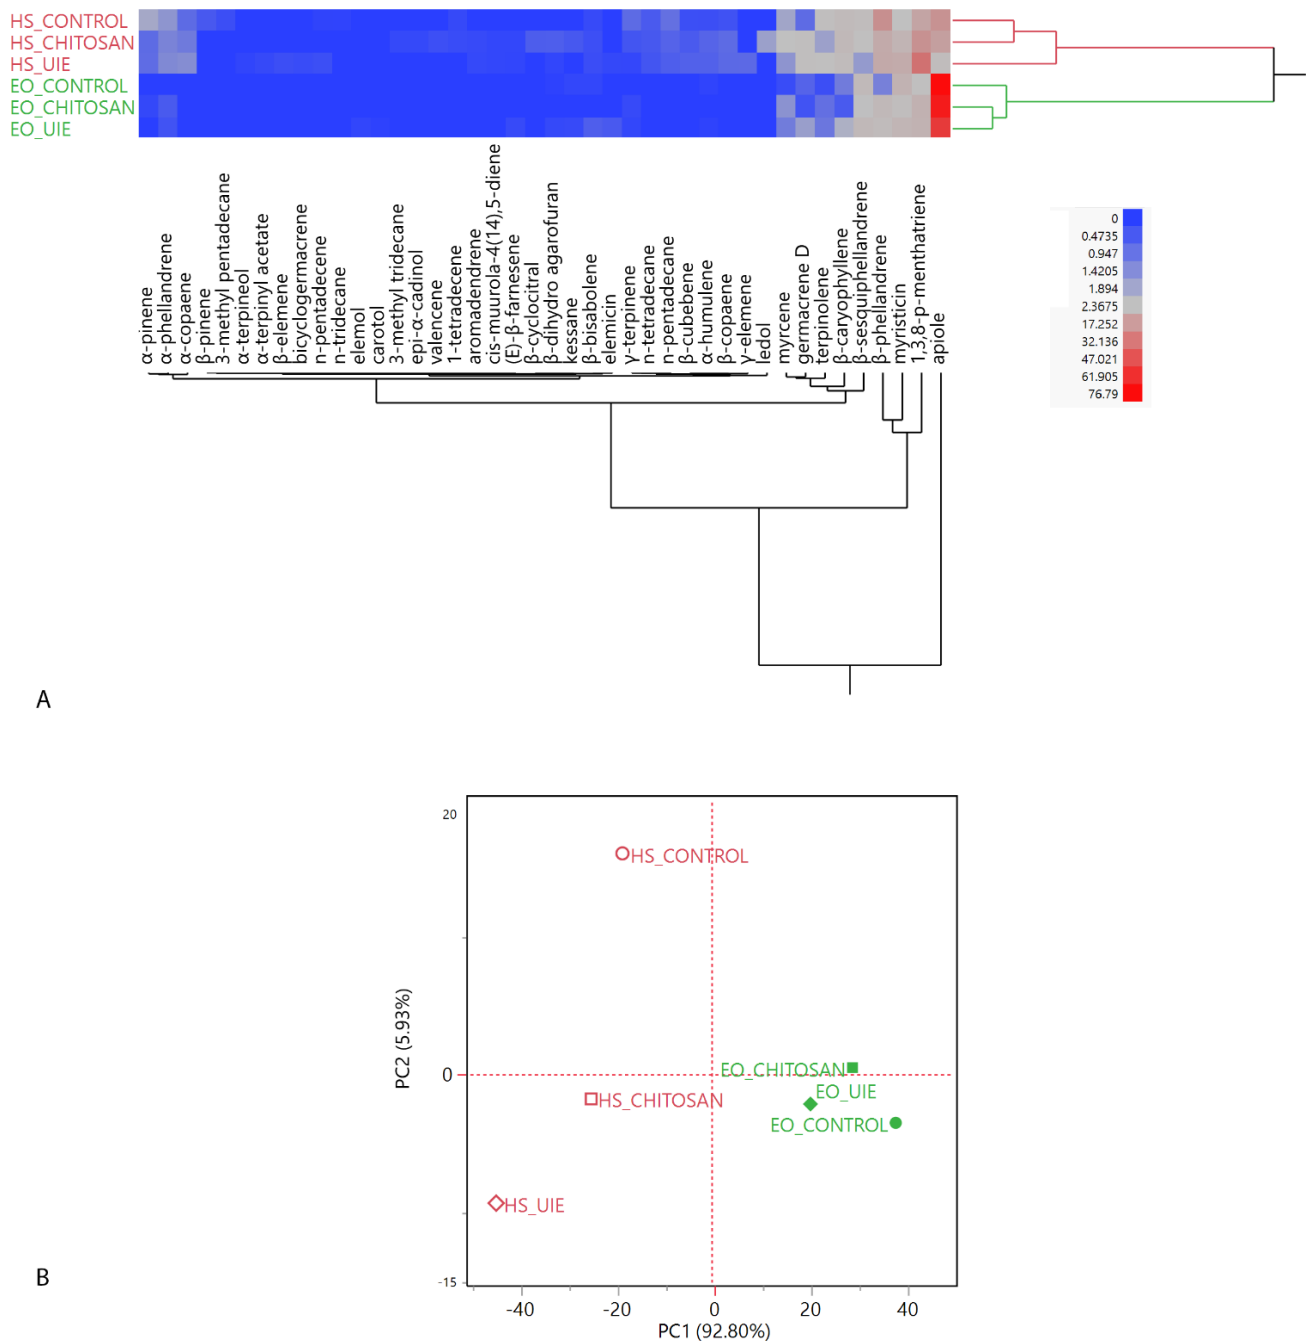 HS_CONTROL
HS_CHITOSAN
HS_UIE
EO_CONTROL
EO_CHITOSAN
EO_UIE
α-pinene
α-phellandrene
α-copaene
β-pinene
3-methyl pentadecane
α-terpineol
α-terpinyl acetate
β-elemene
bicyclogermacrene
n-pentadecene
n-tridecane
elemol
carotol
3-methyl tridecane
epi-α-cadinol
valencene
1-tetradecene
aromadendrene
cis-muurola-4(14),5-diene
(E)-β-farnesene
β-cyclocitral
β-dihydro agarofuran
kessane
β-bisabolene
elemicin
γ-terpinene
n-tetradecane
n-pentadecane
β-cubebene
α-humulene
β-copaene
γ-elemene
ledol
myrcene
germacrene D
terpinolene
β-caryophyllene
β-sesquiphellandrene
β-phellandrene
myristicin
1,3,8-p-menthatriene
apiole
0
0.4735
0.947
1.4205
1.894
2.3675
17.252
32.136
47.021
61.905
76.79
A
20
HS_CONTROL
PC2 (5.93%)
0
EO_CHITOSAN
EO_UIE
HS_CHITOSAN
EO_CONTROL
HS_UIE
-15
-40
-20
0
20
40
PC1 (92.80%)
B